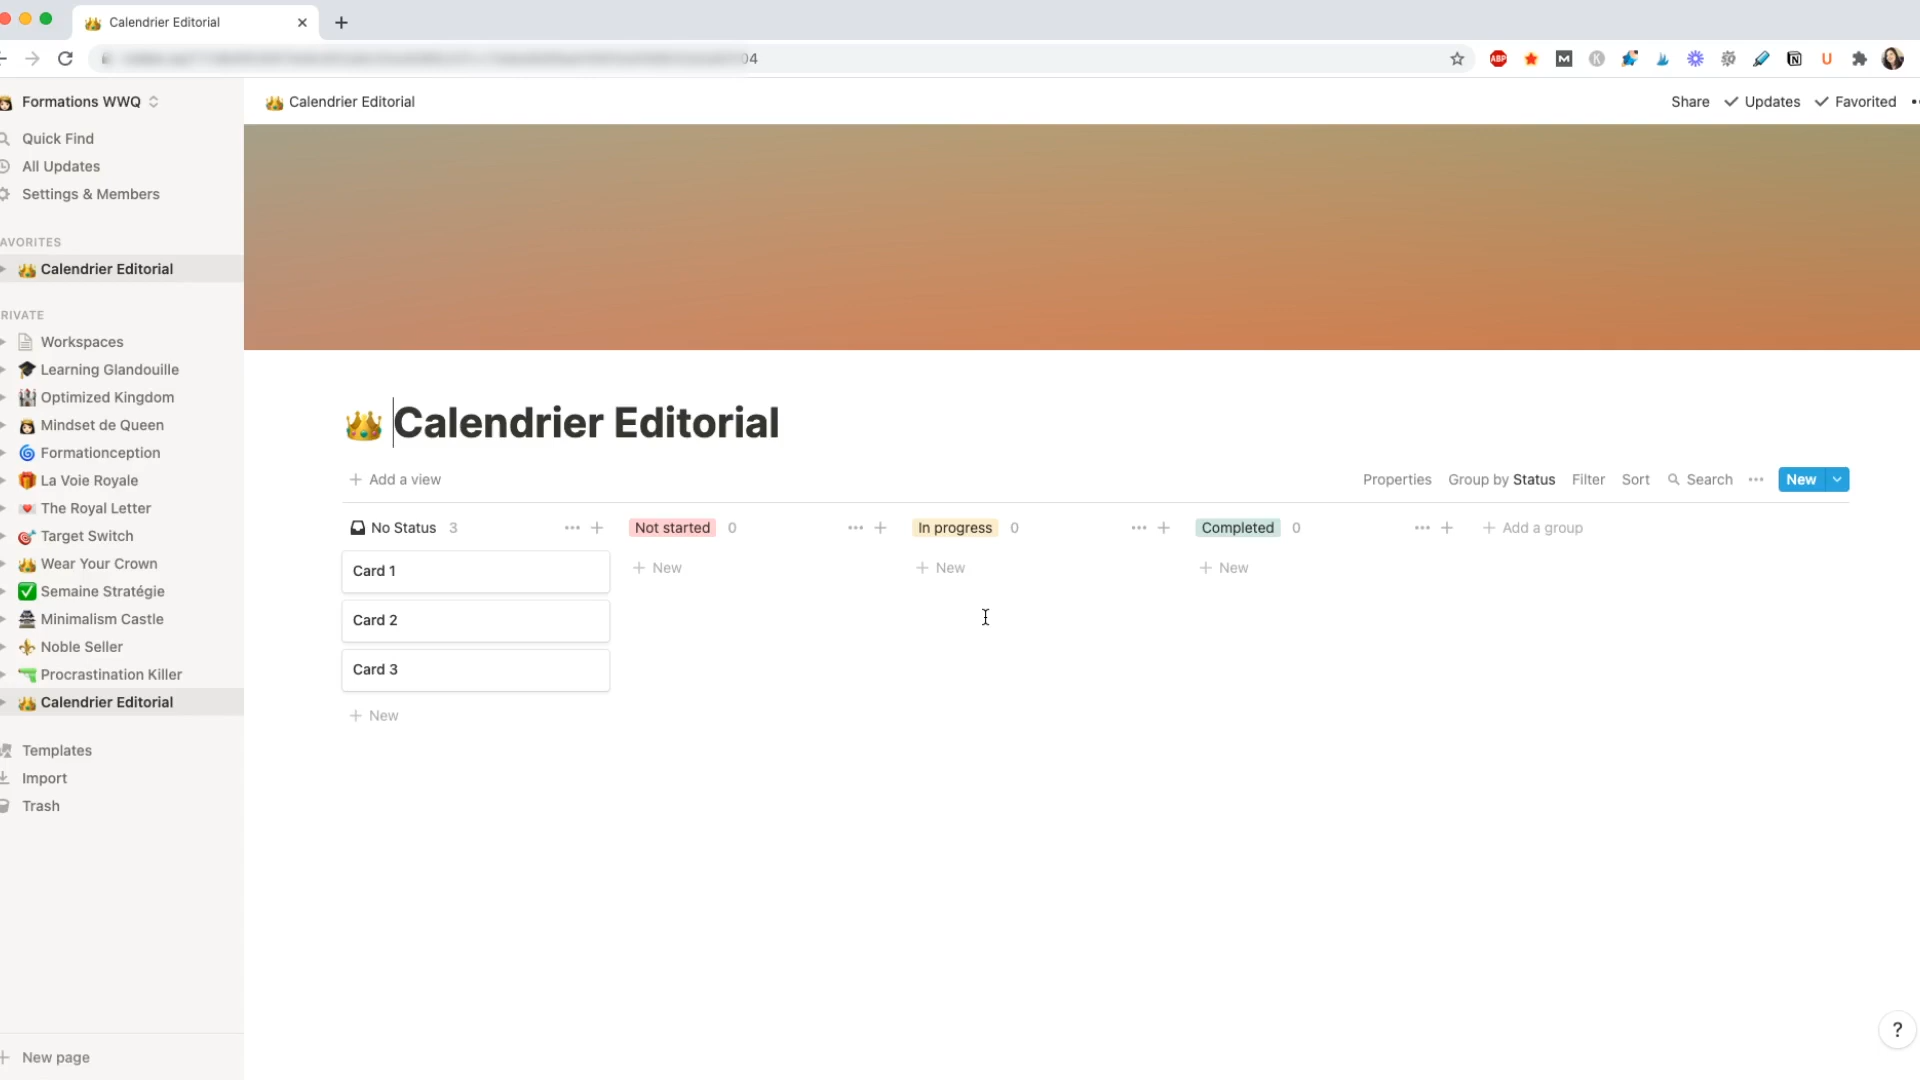 Calendrier Editorial
04
ABP
Formations WWQ
Calendrier Editorial
Share
Updates
Favorited
Quick Find
All Updates
Settings & Members
AVORITES
Calendrier Editorial
RIVATE
Workspaces
Learning Glandouille
Optimized Kingdom
Mindset de Queen
Formationception
La Voie Royale
The Royal Letter
Target Switch
Wear Your Crown
Semaine Stratégie
Minimalism Castle
Noble Seller
Procrastination Killer
Calendrier Editorial
Templates
Import
Trash
New page
Calendrier Editorial
+ Add a view
Properties Group by Status Filter Sort Search ••• New
No Status 3 ••• + Not started 0 ••• + In progress 0 ••• + Completed 0 ••• + + Add a group
Card 1
+ New
+ New
+ New
Card 2
Card 3
+ New
?